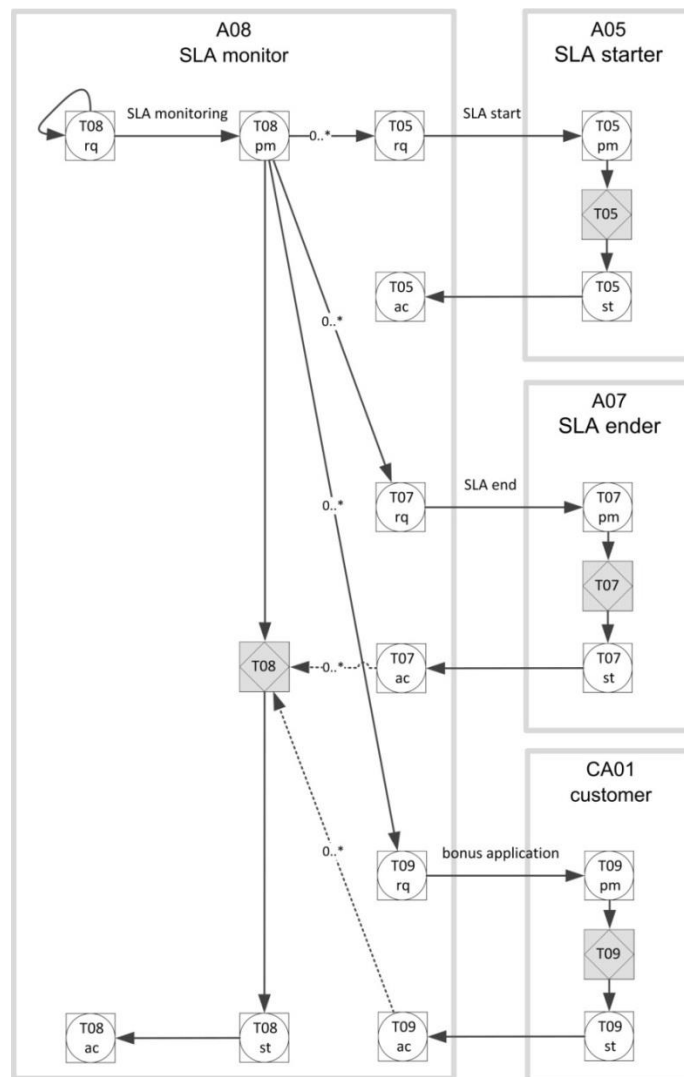 A08
SLA monitor
A05
SLA starter
T08
rq
SLA monitoring
T08
pm
0..*
T05
rq
SLA start
T05
pm
T05
T05
ac
T05
st
0..*
A07
SLA ender
0..*
T07
rq
SLA end
T07
pm
T07
T08
0..*
T07
ac
T07
st
CA01
customer
0..*
T09
rq
bonus application
T09
pm
T09
T08
ac
T08
st
T09
ac
T09
st